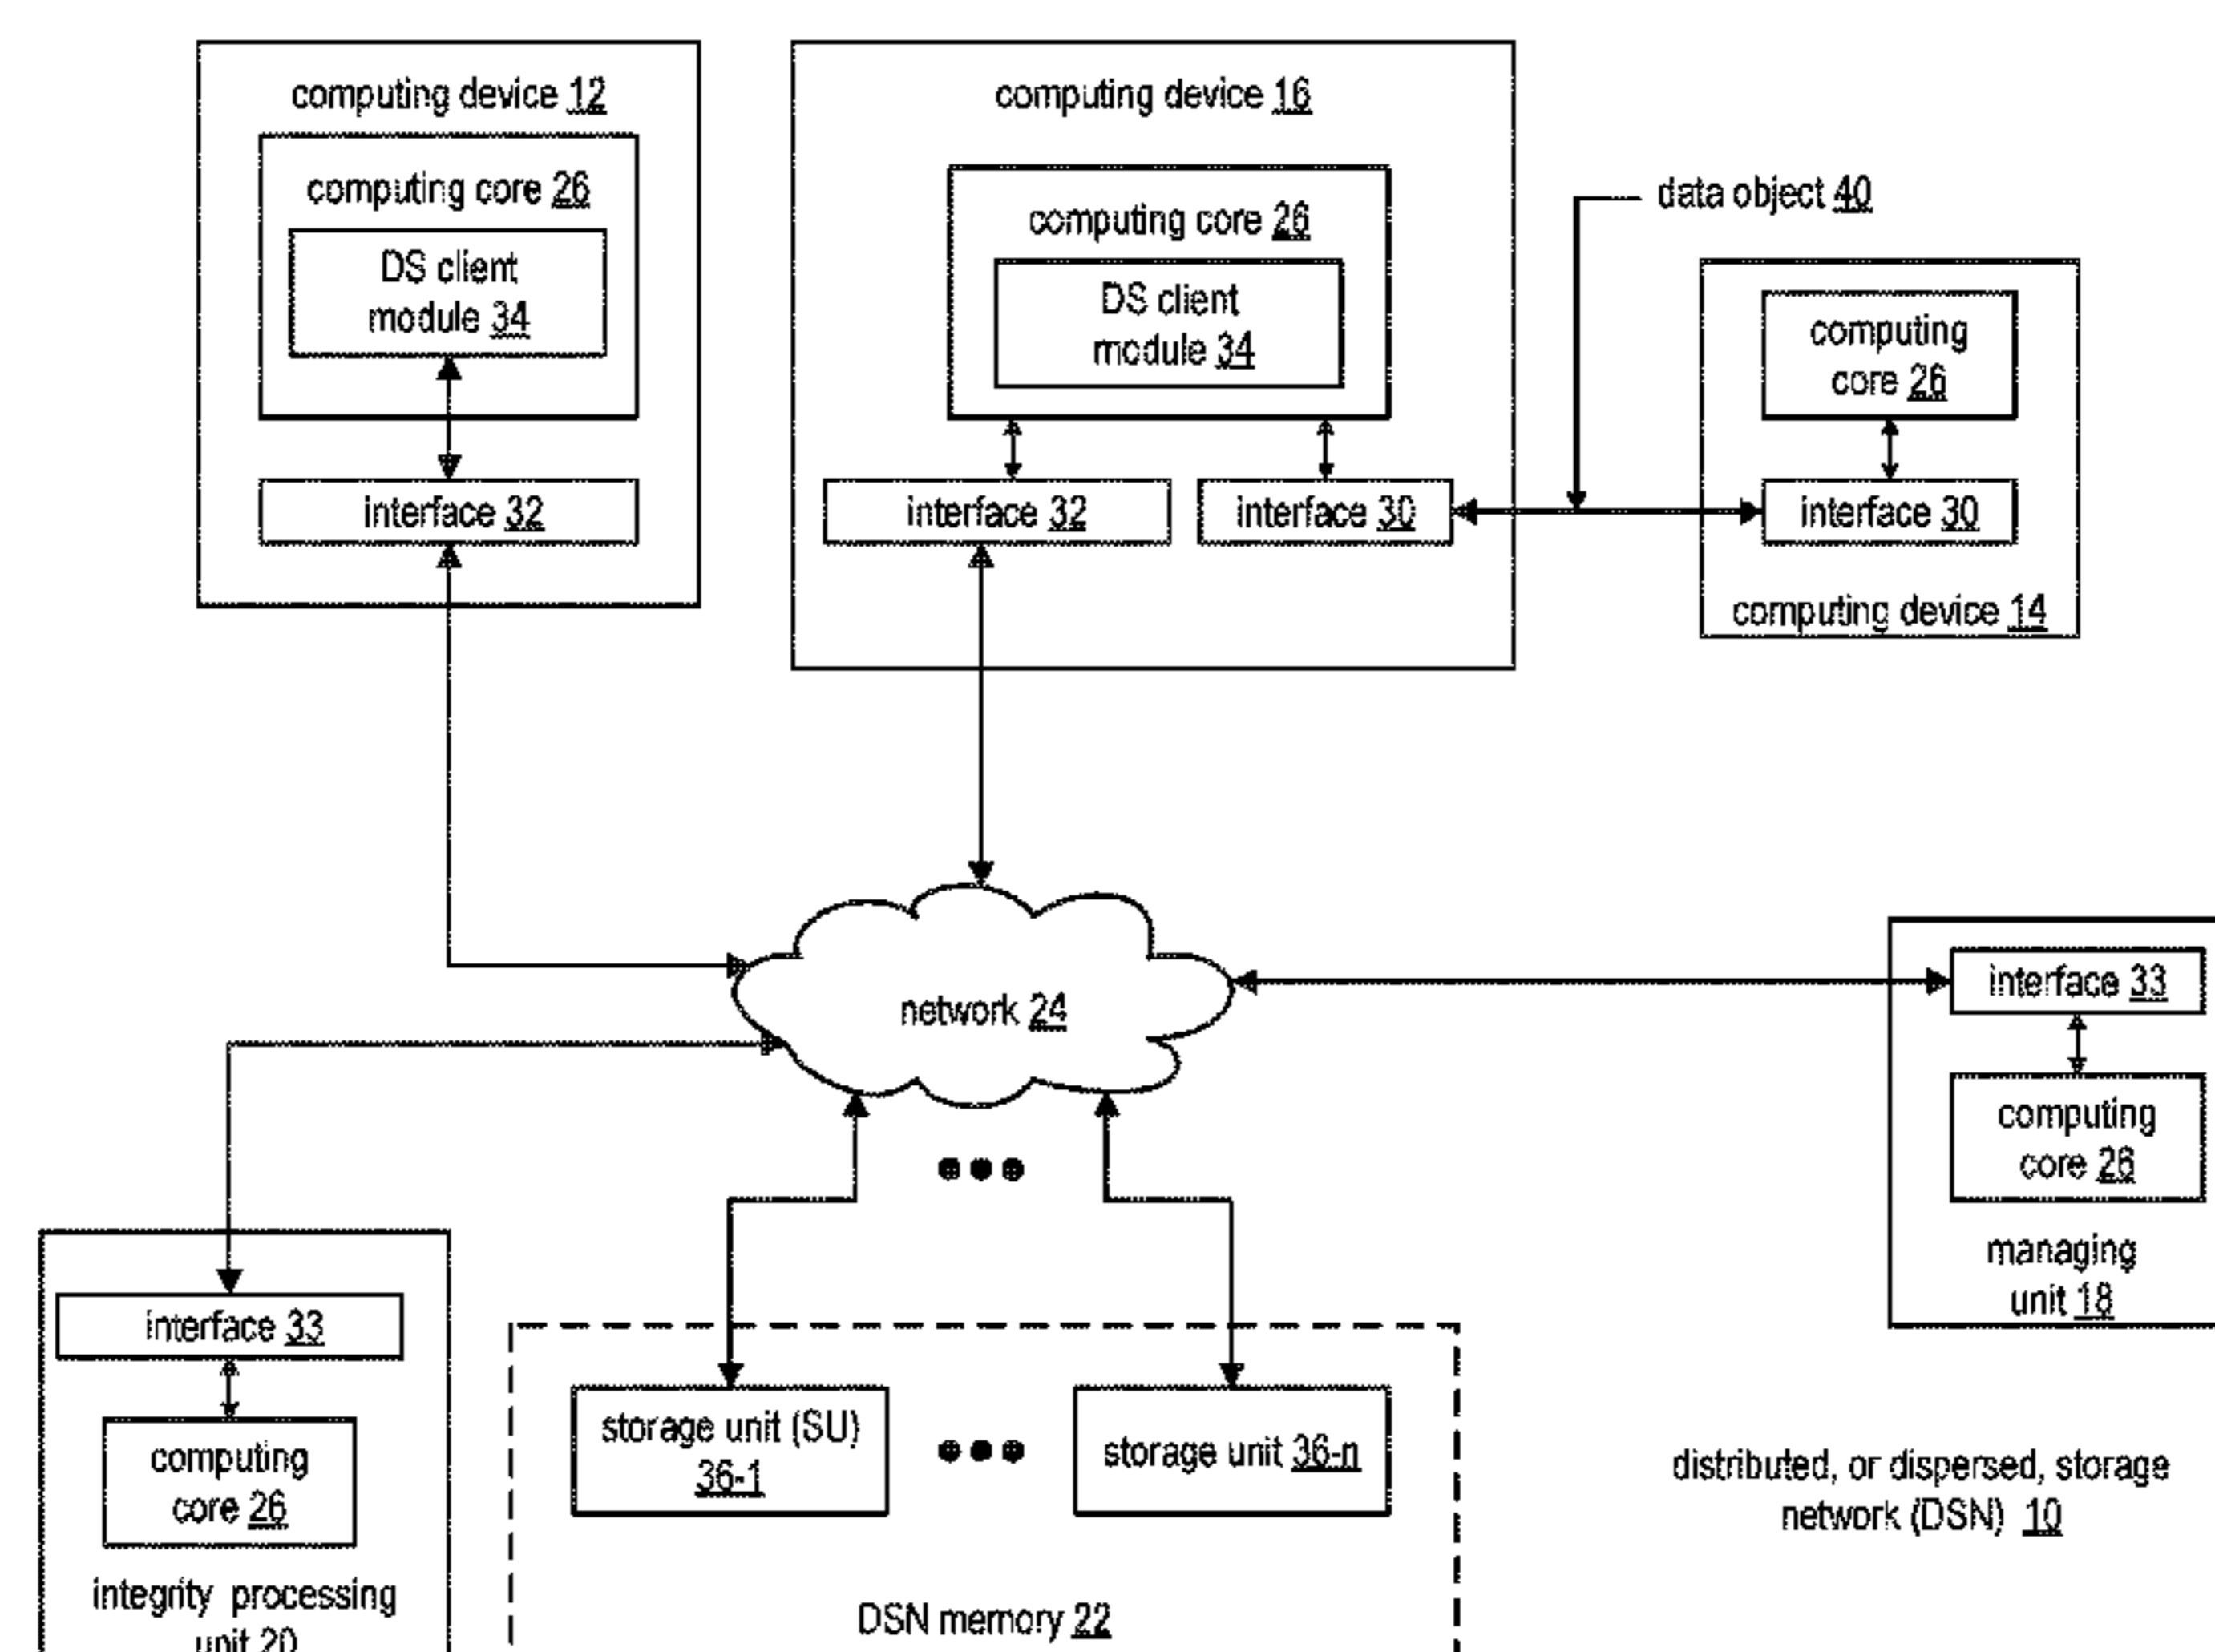 computing device 12
computing core 26
DS client
module 34
interface 32
computing device 16
computing core 26
DS client
module 34
interface 32
interface 30
data object 40
computing
core 26
interface 30
computing device 14
network 24
interface 33
computing
core 26
managing
unit 18
interface 33
computing
core 26
integrity processing
unit 20
storage unit (SU)
36-1
storage unit 36-n
DSN memory 22
distributed, or dispersed, storage
network (DSN) 10